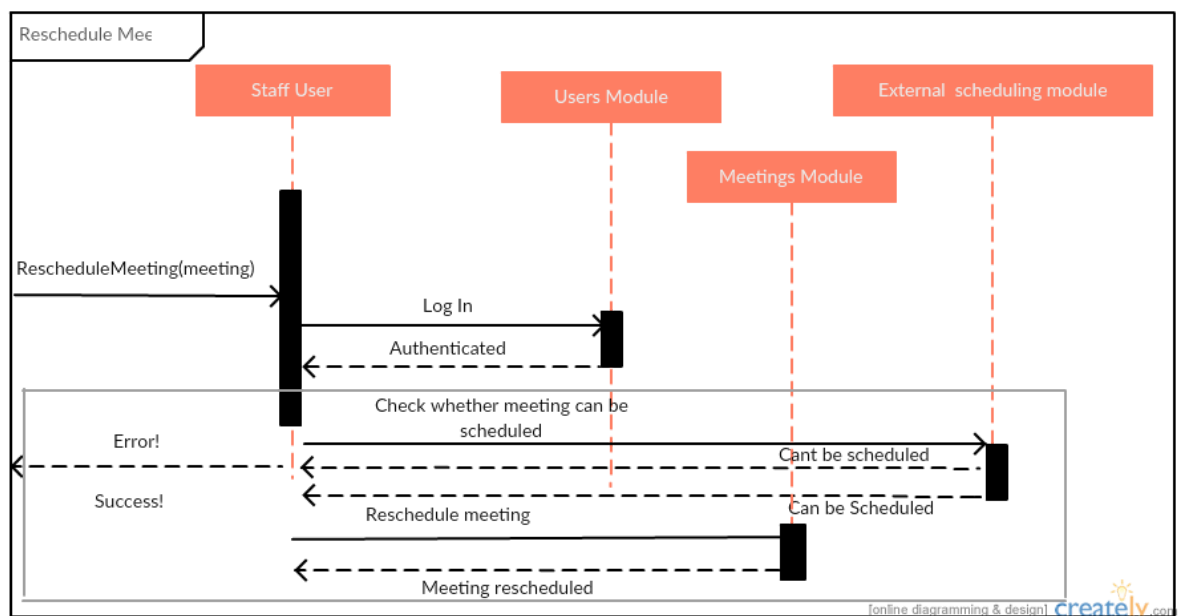 Reschedule Mee
Staff User
Users Module
External scheduling module
Meetings Module
RescheduleMeeting(meeting)
Log In
Authenticated
Check whether meeting can be
scheduled
Error!
Cant be scheduled
Success!
Can be Scheduled
Reschedule meeting
Meeting rescheduled
[online diagramming & design] creately.com